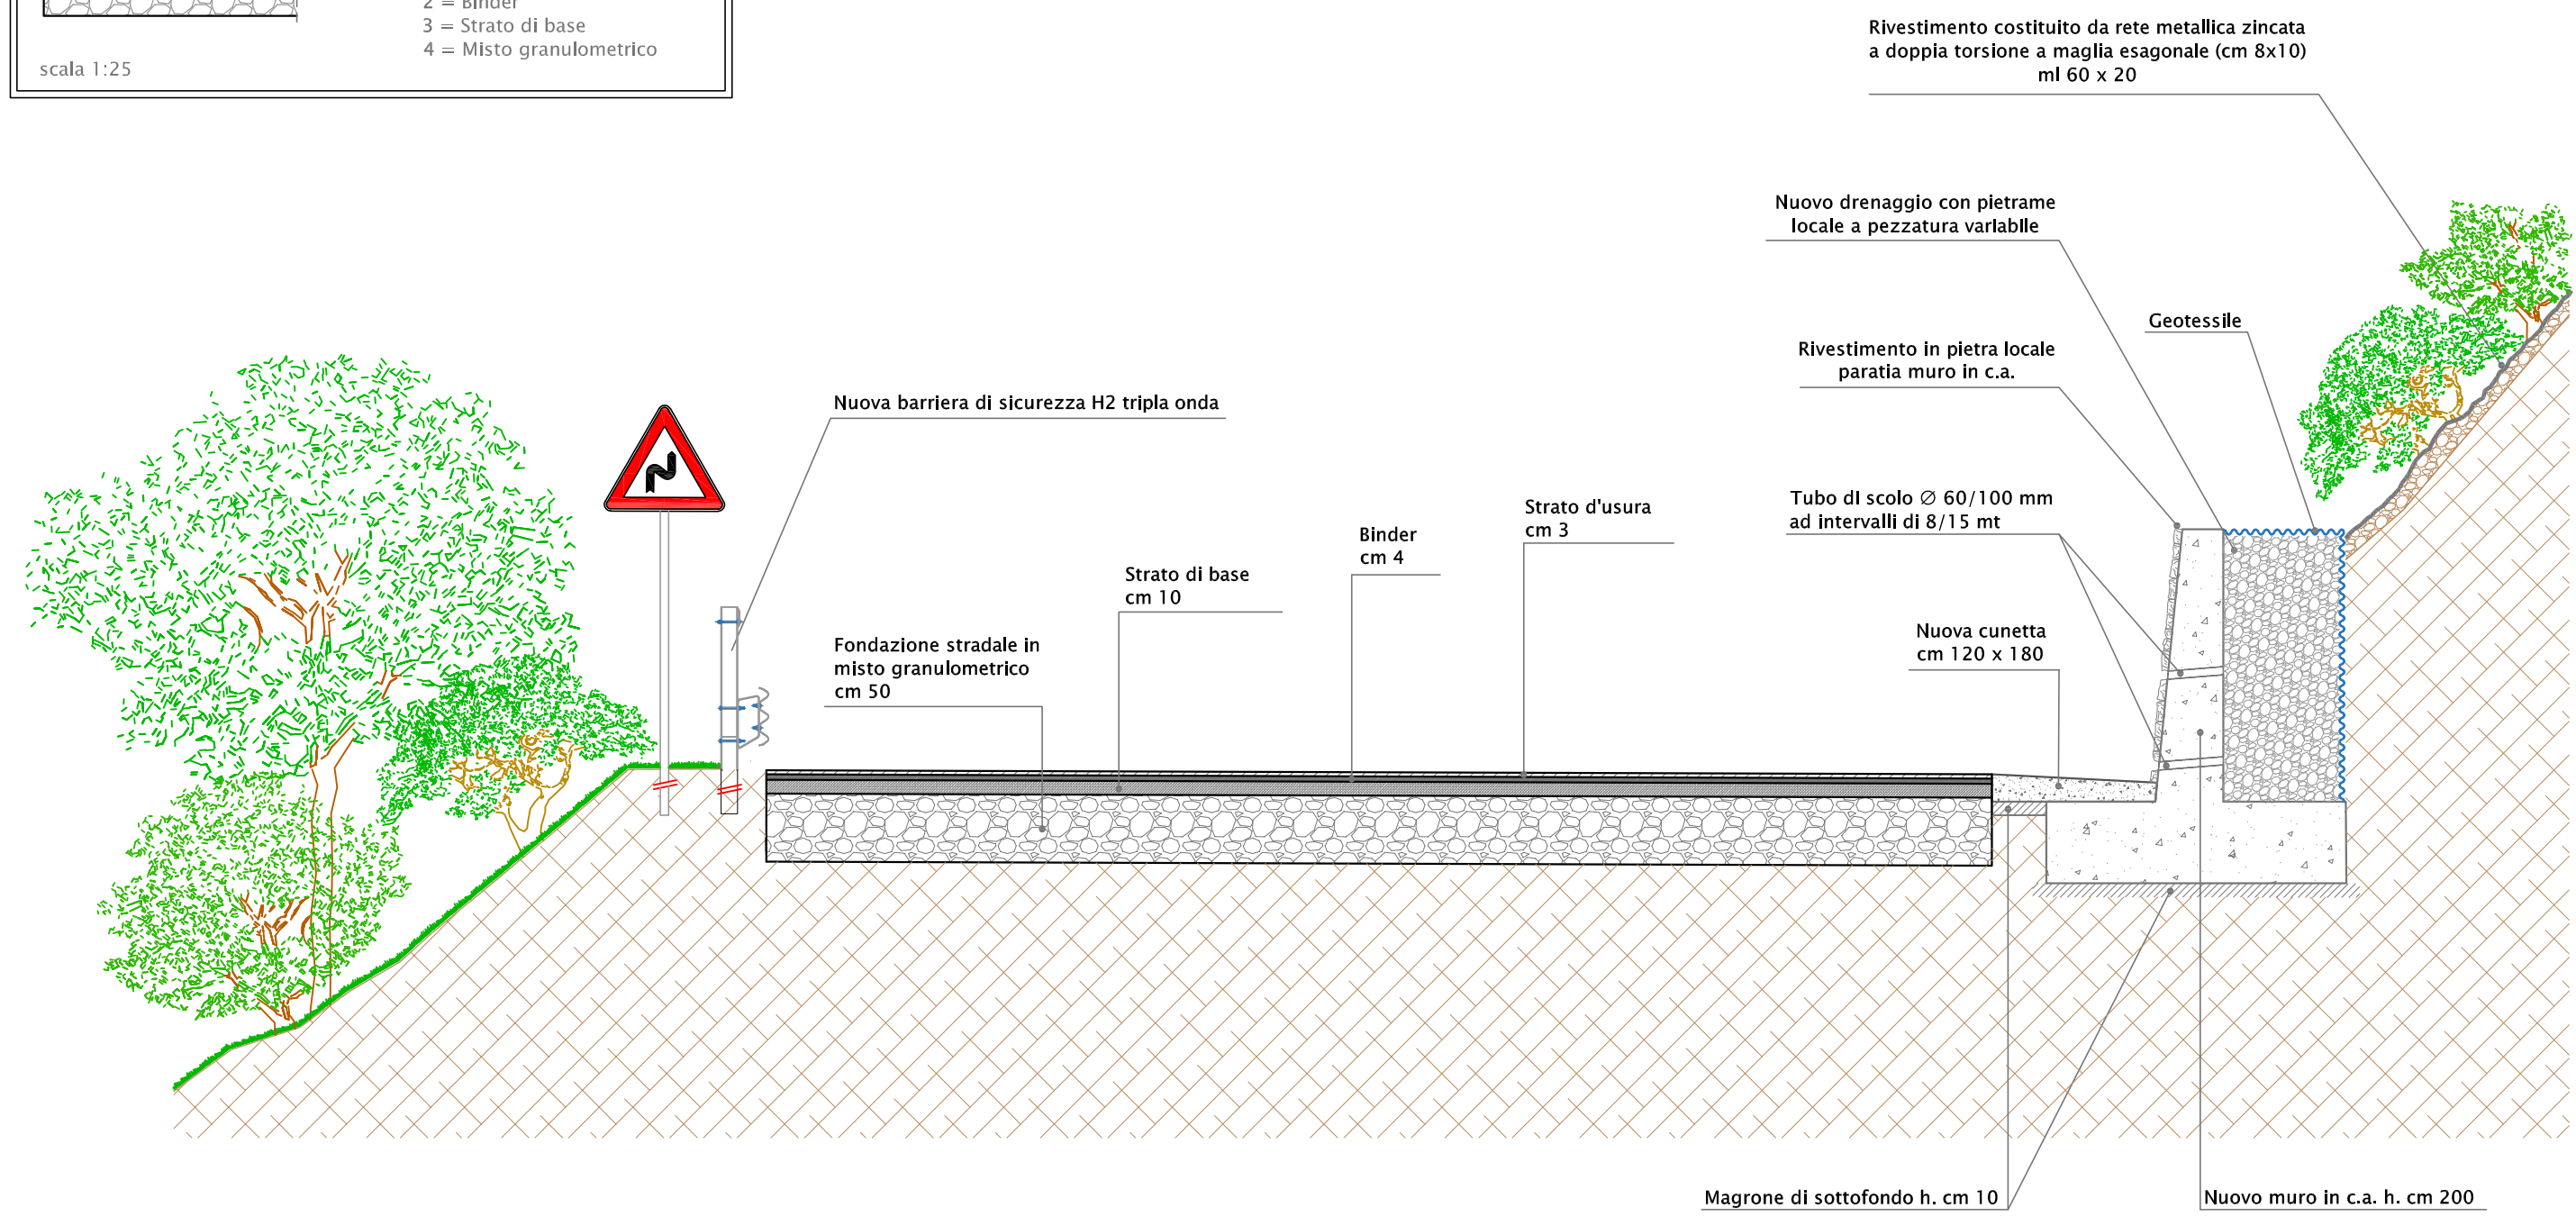 2 = Binder
3 = Strato di base
4 = Misto granulometrico
scala 1:25
Rivestimento costituito da rete metallica zincata
a doppia torsione a maglia esagonale (cm 8x10)
ml 60 x 20
Nuovo drenaggio con pietrame
locale a pezzatura variabile
Geotessile
Rivestimento in pietra locale
paratia muro in c.a.
Nuova barriera di sicurezza H2 tripla onda
Tubo di scolo Ø 60/100 mm
ad intervalli di 8/15 mt
Strato d'usura
cm 3
Binder
cm 4
Strato di base
cm 10
Nuova cunetta
cm 120 x 180
Fondazione stradale in
misto granulometrico
cm 50
Magrone di sottofondo h. cm 10
Nuovo muro in c.a. h. cm 200